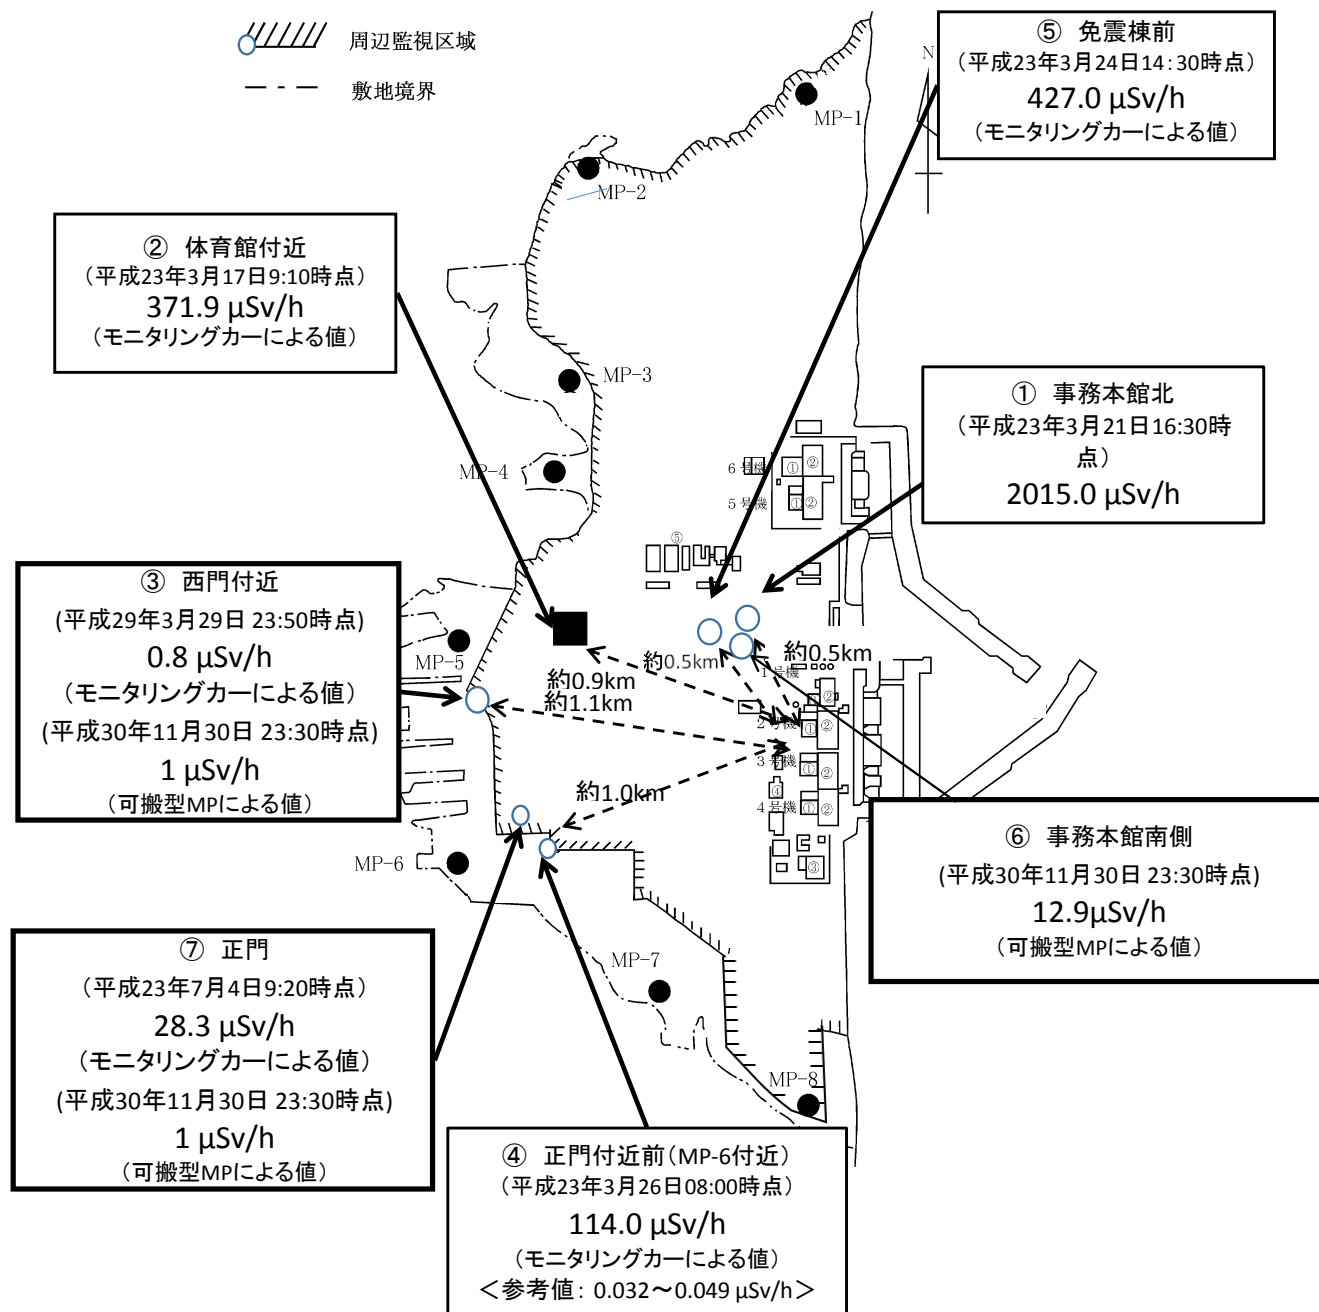 周辺監視区域
敷地境界
⑤ 免震棟前
（平成23年3月24日14：30時点）
427.0 μSv/h
（モニタリングカーによる値）
N
MP-1
MP-2
② 体育館付近
（平成23年3月17日9:10時点）
371.9 μSv/h
（モニタリングカーによる値）
MP-3
① 事務本館北
（平成23年3月21日16:30時
点）
2015.0 μSv/h
MP-4
6号機
① ②
5号機
① ②
⑤
③ 西門付近
(平成29年3月29日 23:50時点)
0.8 μSv/h
（モニタリングカーによる値）
(平成30年11月30日 23:30時点)
1 μSv/h
（可搬型MPによる値）
MP-5
約0.9km
約1.1km
約0.5km
約0.5km
1号機
②
2号機
① ②
3号機
① ②
約1.0km
④
4号機
① ②
③
MP-6
⑥ 事務本館南側
(平成30年11月30日 23:30時点)
12.9μSv/h
（可搬型MPによる値）
⑦ 正門
（平成23年7月4日9:20時点）
28.3 μSv/h
（モニタリングカーによる値）
(平成30年11月30日 23:30時点)
1 μSv/h
（可搬型MPによる値）
MP-7
MP-8
④ 正門付近前（MP-6付近）
（平成23年3月26日08:00時点）
114.0 μSv/h
（モニタリングカーによる値）
＜参考値：0.032～0.049 μSv/h＞